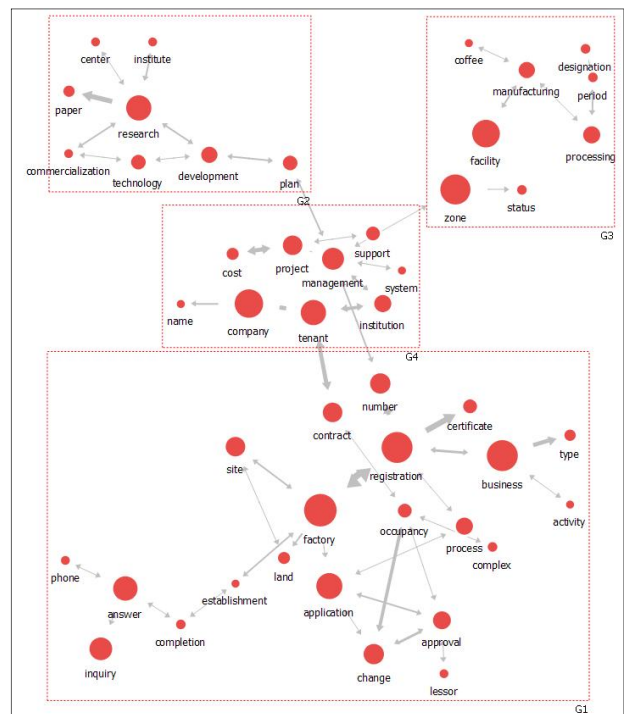 center
institute
paper
research
commercialization
technology
development
plan
G2
coffee
designation
manufacturing
period
facility
processing
zone
status
G3
support
cost
project
management
system
name
company
tenant
institution
G4
number
certificate
contract
site
registration
business
type
factory
occupancy
process
activity
complex
phone
land
establishment
answer
application
completion
approval
inquiry
change
lessor
G1